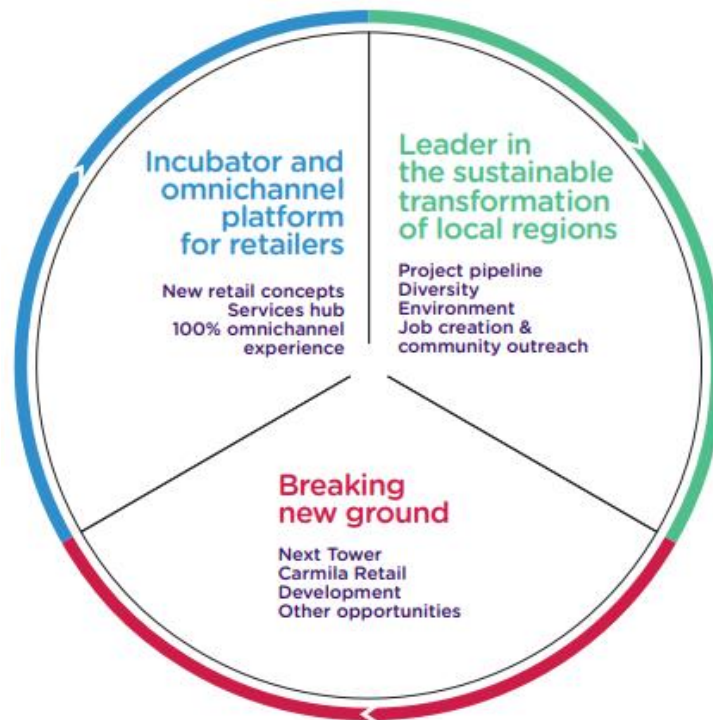 Incubator and
omnichannel
platform
for retailers
New retail concepts
Services hub
100% omnichannel
experience
Leader in
the sustainable
transformation
of local regions
Project pipeline
Diversity
Environment
Job creation &
community outreach
Breaking
new ground
Next Tower
Carmila Retail
Development
Other opportunities